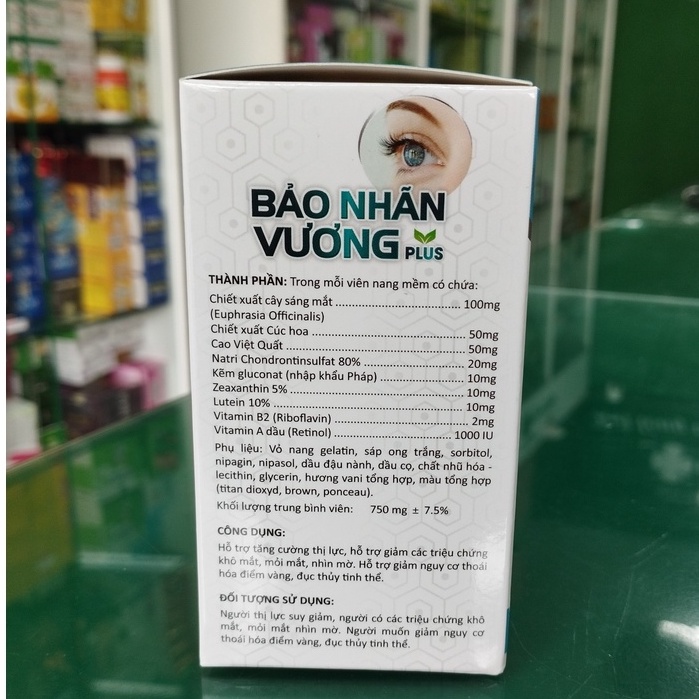 BẢO NHÃN
VƯƠNG PLUS
THÀNH PHẦN: Trong mỗi viên nang mềm có chứa:
Chiết xuất cây sáng mắt ........................... 100mg
(Euphrasia Officinalis)
Chiết xuất Cúc hoa ................................... 50mg
Cao Việt Quất .......................................... 50mg
Natri Chondrontinsulfat 80% ..................... 20mg
Kẽm gluconat (nhập khẩu Pháp) ................. 10mg
Zeaxanthin 5% ......................................... 10mg
Lutein 10% .............................................. 10mg
Vitamin B2 (Riboflavin) .............................. 2mg
Vitamin A dầu (Retinol) ............................ 1000 IU
Phụ liệu: Vỏ nang gelatin, sáp ong trắng, sorbitol,
nipagin, nipasol, dầu đậu nành, dầu cọ, chất nhũ hóa -
lecithin, glycerin, hương vani tổng hợp, màu tổng hợp
(titan dioxyd, brown, ponceau).
Khối lượng trung bình viên: 750 mg ± 7.5%
CÔNG DỤNG:
Hỗ trợ tăng cường thị lực, hỗ trợ giảm các triệu chứng
khô mắt, mỏi mắt, nhìn mờ. Hỗ trợ giảm nguy cơ thoái
hóa điểm vàng, đục thủy tinh thể.
ĐỐI TƯỢNG SỬ DỤNG:
Người thị lực suy giảm, người có các triệu chứng khô
mắt, mỏi mắt nhìn mờ. Người muốn giảm nguy cơ
thoái hóa điểm vàng, đục thủy tinh thể.